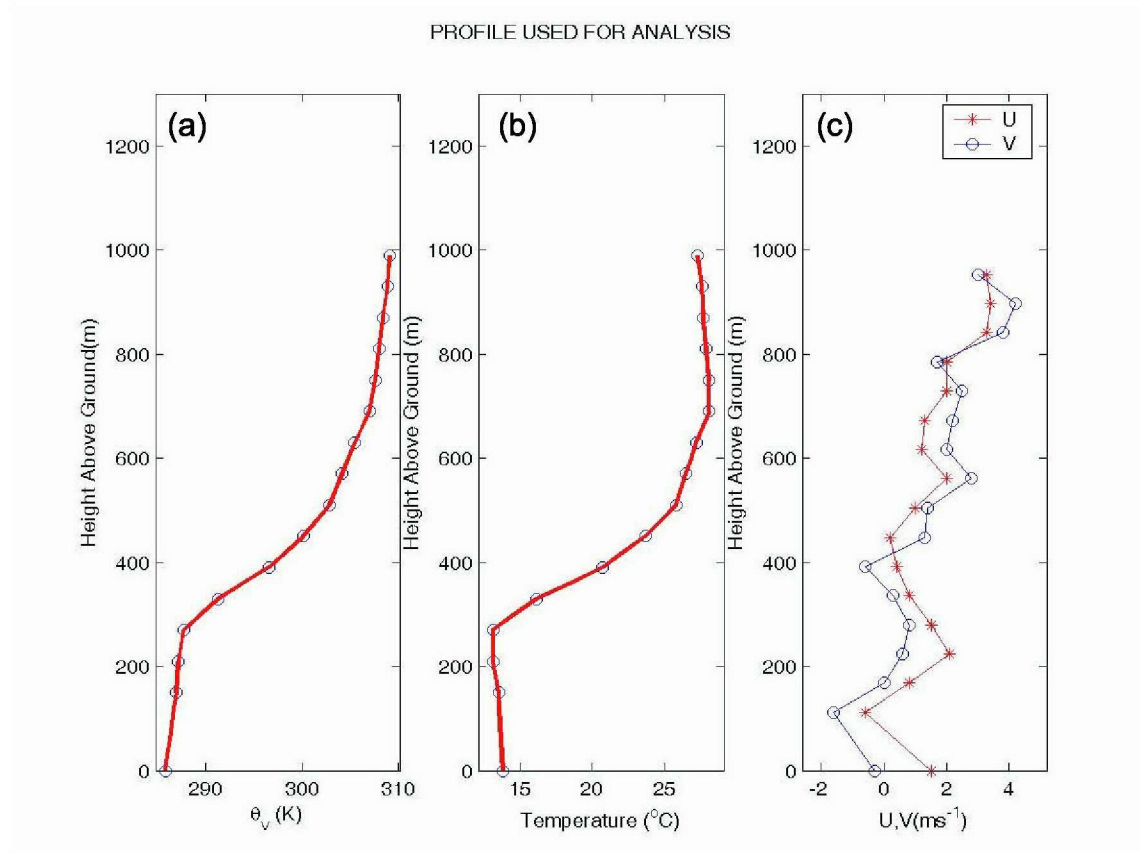 PROFILE USED FOR ANALYSIS
(a)
1200
1000
800
600
400
200
0
Height Above Ground(m)
290
300
310
θV (K)
(b)
1200
1000
800
600
400
200
0
Height Above Ground (m)
15
20
25
Temperature (°C)
(c)
U
V
1200
1000
800
600
400
200
0
Height Above Ground (m)
-2
0
2
4
U,V(ms-1)